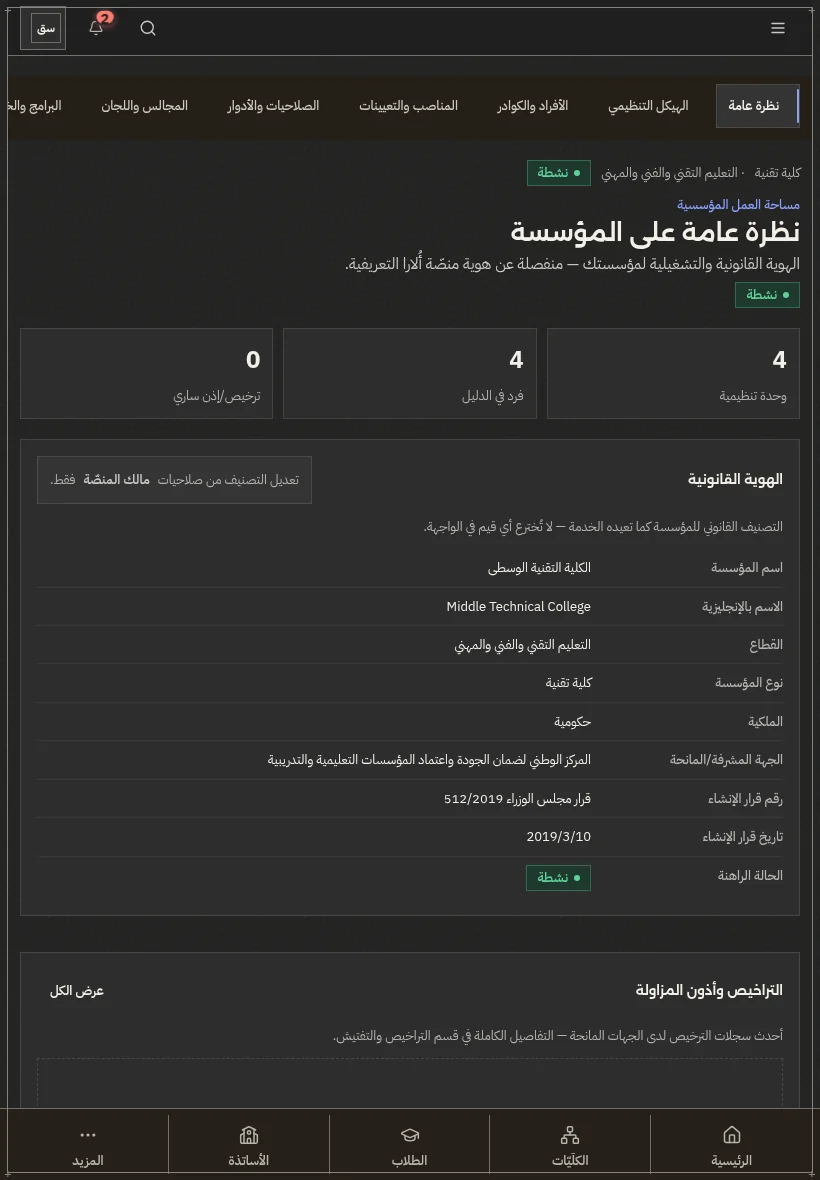 سق
2
نظرة عامة
الهيكل التنظيمي
الأفراد والكوادر
المناصب والتعيينات
الصلاحيات والأدوار
المجالس واللجان
البرامج والخ
كلية تقنية · التعليم التقني والفني والمهني
نشطة
مساحة العمل المؤسسية
نظرة عامة على المؤسسة
الهوية القانونية والتشغيلية لمؤسستك — منفصلة عن هوية منصّة ألارا التعريفية.
نشطة
4
وحدة تنظيمية
4
فرد في الدليل
0
ترخيص/إذن ساري
الهوية القانونية
تعديل التصنيف من صلاحيات مالك المنصّة فقط.
التصنيف القانوني للمؤسسة كما تعيده الخدمة — لا تُخترع أي قيم في الواجهة.
اسم المؤسسة الكلية التقنية الوسطى
الاسم بالإنجليزية Middle Technical College
القطاع التعليم التقني والفني والمهني
نوع المؤسسة كلية تقنية
الملكية حكومية
الجهة المشرفة/المانحة المركز الوطني لضمان الجودة واعتماد المؤسسات التعليمية والتدريبية
رقم قرار الإنشاء قرار مجلس الوزراء 512/2019
تاريخ قرار الإنشاء 2019/3/10
الحالة الراهنة نشطة
التراخيص وأذون المزاولة
عرض الكل
أحدث سجلات الترخيص لدى الجهات المانحة — التفاصيل الكاملة في قسم التراخيص والتفتيش.
الرئيسية
الكلّيّات
الطلاب
الأساتذة
المزيد